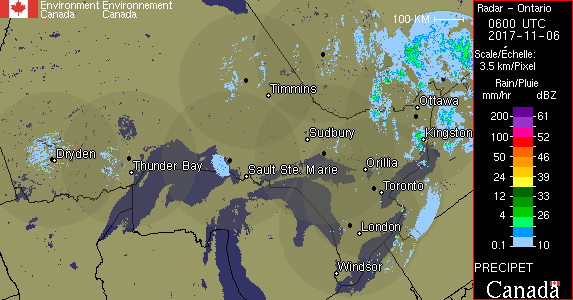 Environment Environnement
Canada Canada
100 KM
Timmins
Ottawa
Sudbury
Kingston
Dryden
Thunder Bay
Sault Ste. Marie
Orillia
Toronto
London
Windsor
Radar - Ontario
0600 UTC
2017-11-06
Scale/Échelle:
3.5 km/Pixel
Rain/Pluie
mm/hr dBZ
200 61
100 52
50 46
24 39
12 33
4 26
0.1 10
PRECIPET
Canada